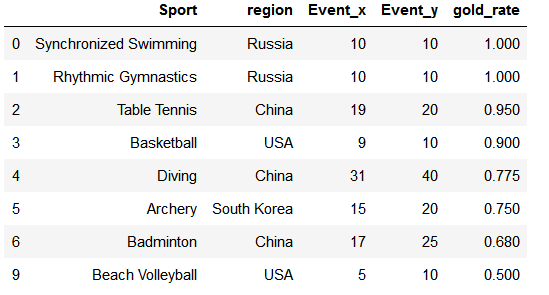 Sport region Event_x Event_y gold_rate
0 Synchronized Swimming Russia 10 10 1.000
1 Rhythmic Gymnastics Russia 10 10 1.000
2 Table Tennis China 19 20 0.950
3 Basketball USA 9 10 0.900
4 Diving China 31 40 0.775
5 Archery South Korea 15 20 0.750
6 Badminton China 17 25 0.680
9 Beach Volleyball USA 5 10 0.500